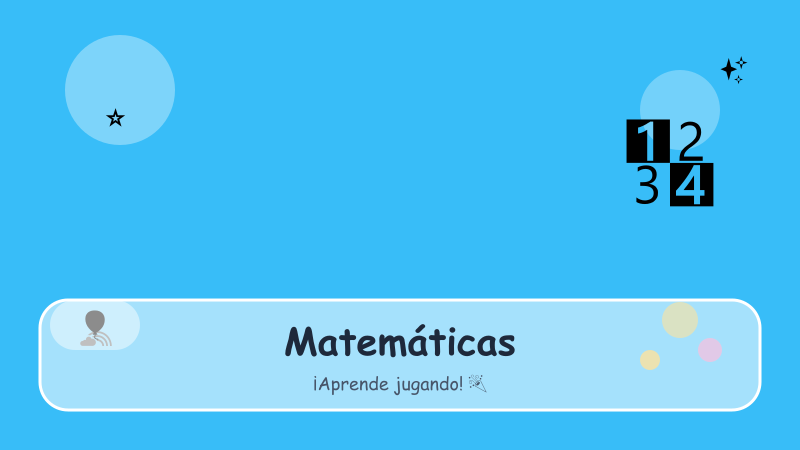 1 2
3 4
Matemáticas
¡Aprende jugando! 🎉